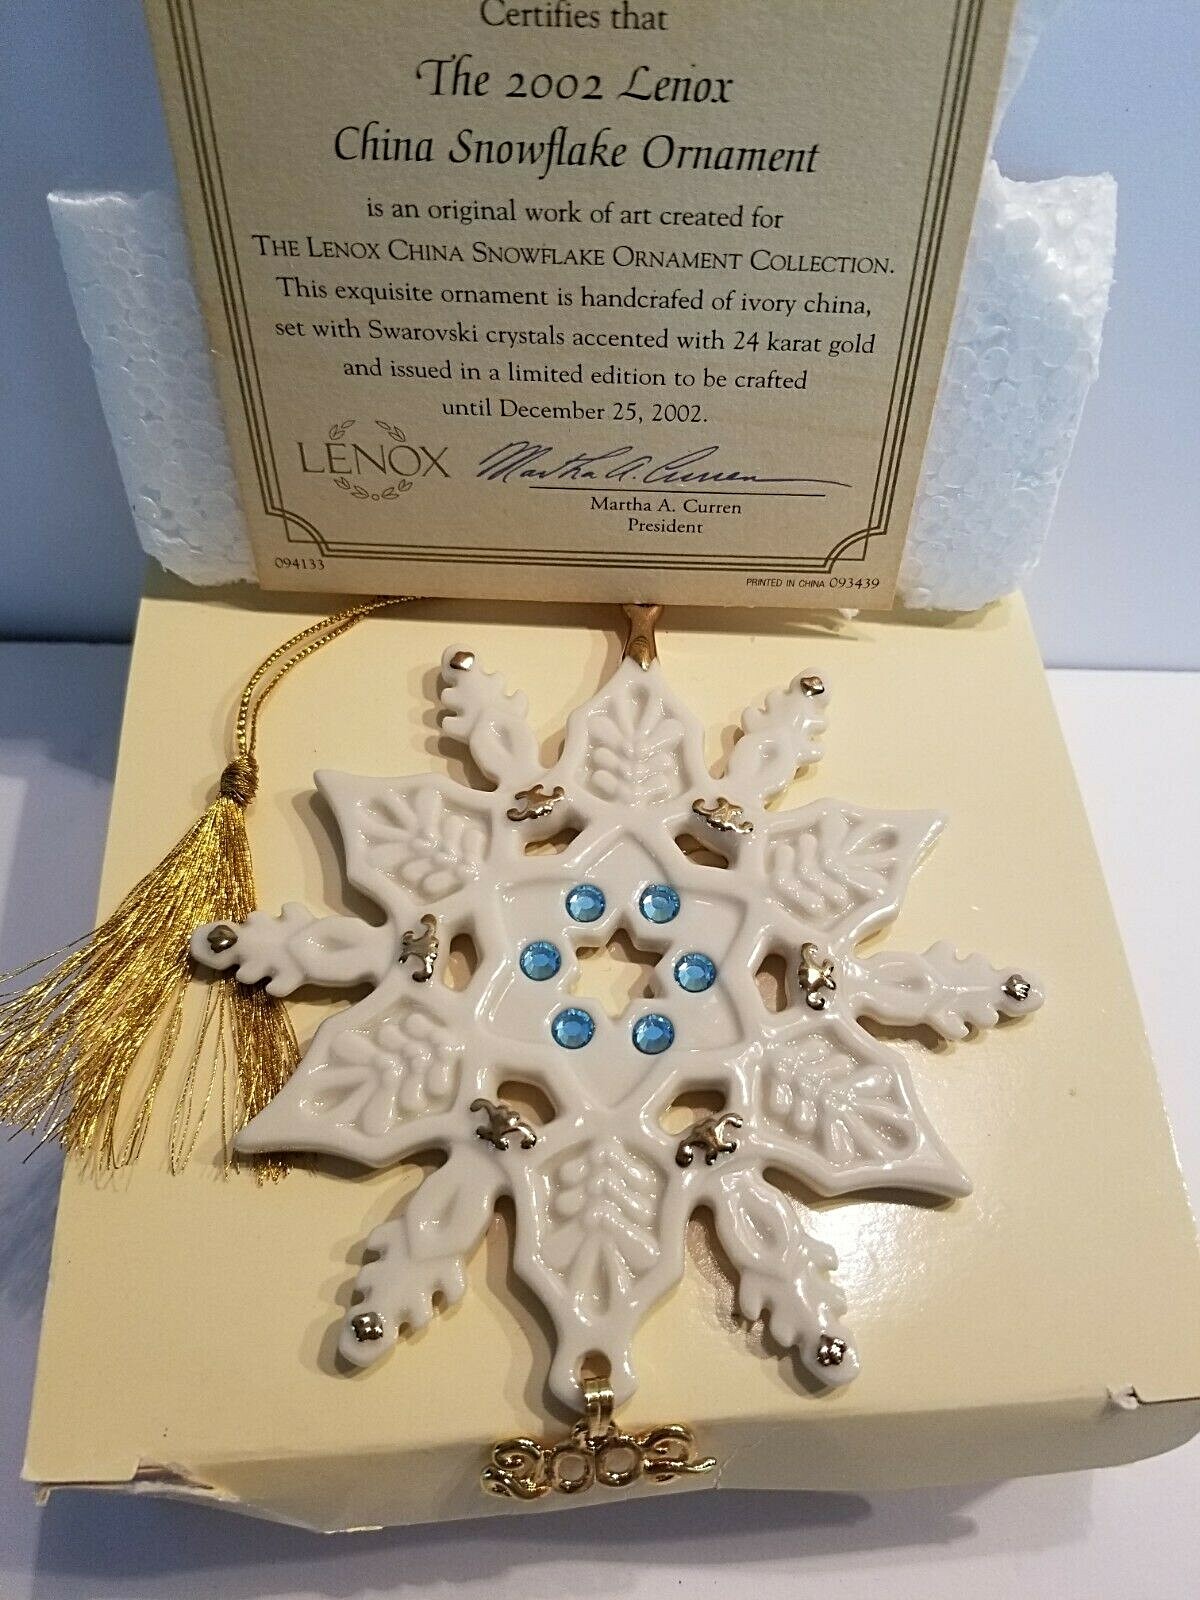 Certifies that
The 2002 Lenox
China Snowflake Ornament
is an original work of art created for
THE LENOX CHINA SNOWFLAKE ORNAMENT COLLECTION.
This exquisite ornament is handcrafed of ivory china,
set with Swarovski crystals accented with 24 karat gold
and issued in a limited edition to be crafted
until December 25, 2002.
LENOX
Martha A. Curren
Martha A. Curren
President
094133
PRINTED IN CHINA 093439
2002